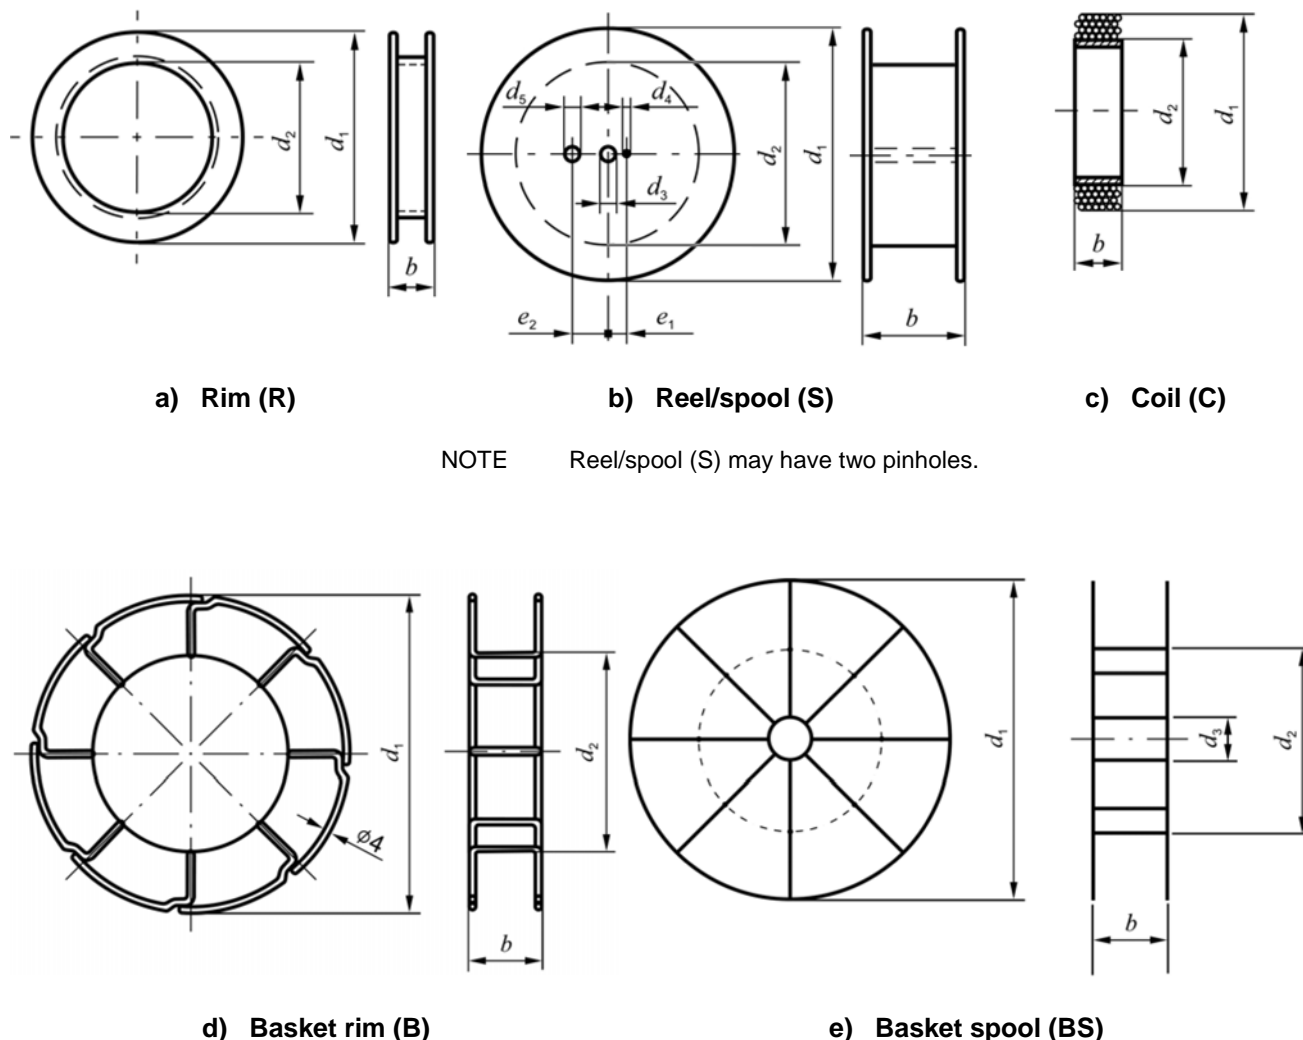 d₂
d₁
b
d₅
d₄
d₃
d₂
d₁
e₂
e₁
b
d₂
d₁
b
a) Rim (R)
b) Reel/spool (S)
c) Coil (C)
NOTE Reel/spool (S) may have two pinholes.
d₁
⌀4
d₂
b
d₁
d₃
d₂
b
d) Basket rim (B)
e) Basket spool (BS)